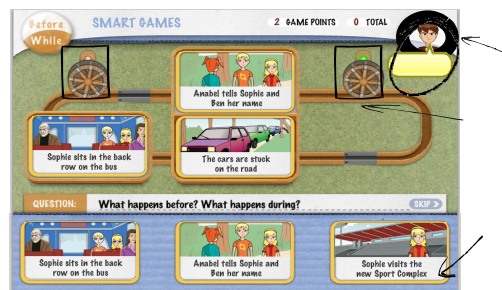 Before
While
SMART GAMES
2 GAME POINTS 0 TOTAL
Anabel tells Sophie and
Ben her name
Sophie sits in the back
row on the bus
The cars are stuck
on the road
QUESTION: What happens before? What happens during? SKIP >
Sophie sits in the back
row on the bus
Anabel tells Sophie and
Ben her name
Sophie visits the
new Sport Complex